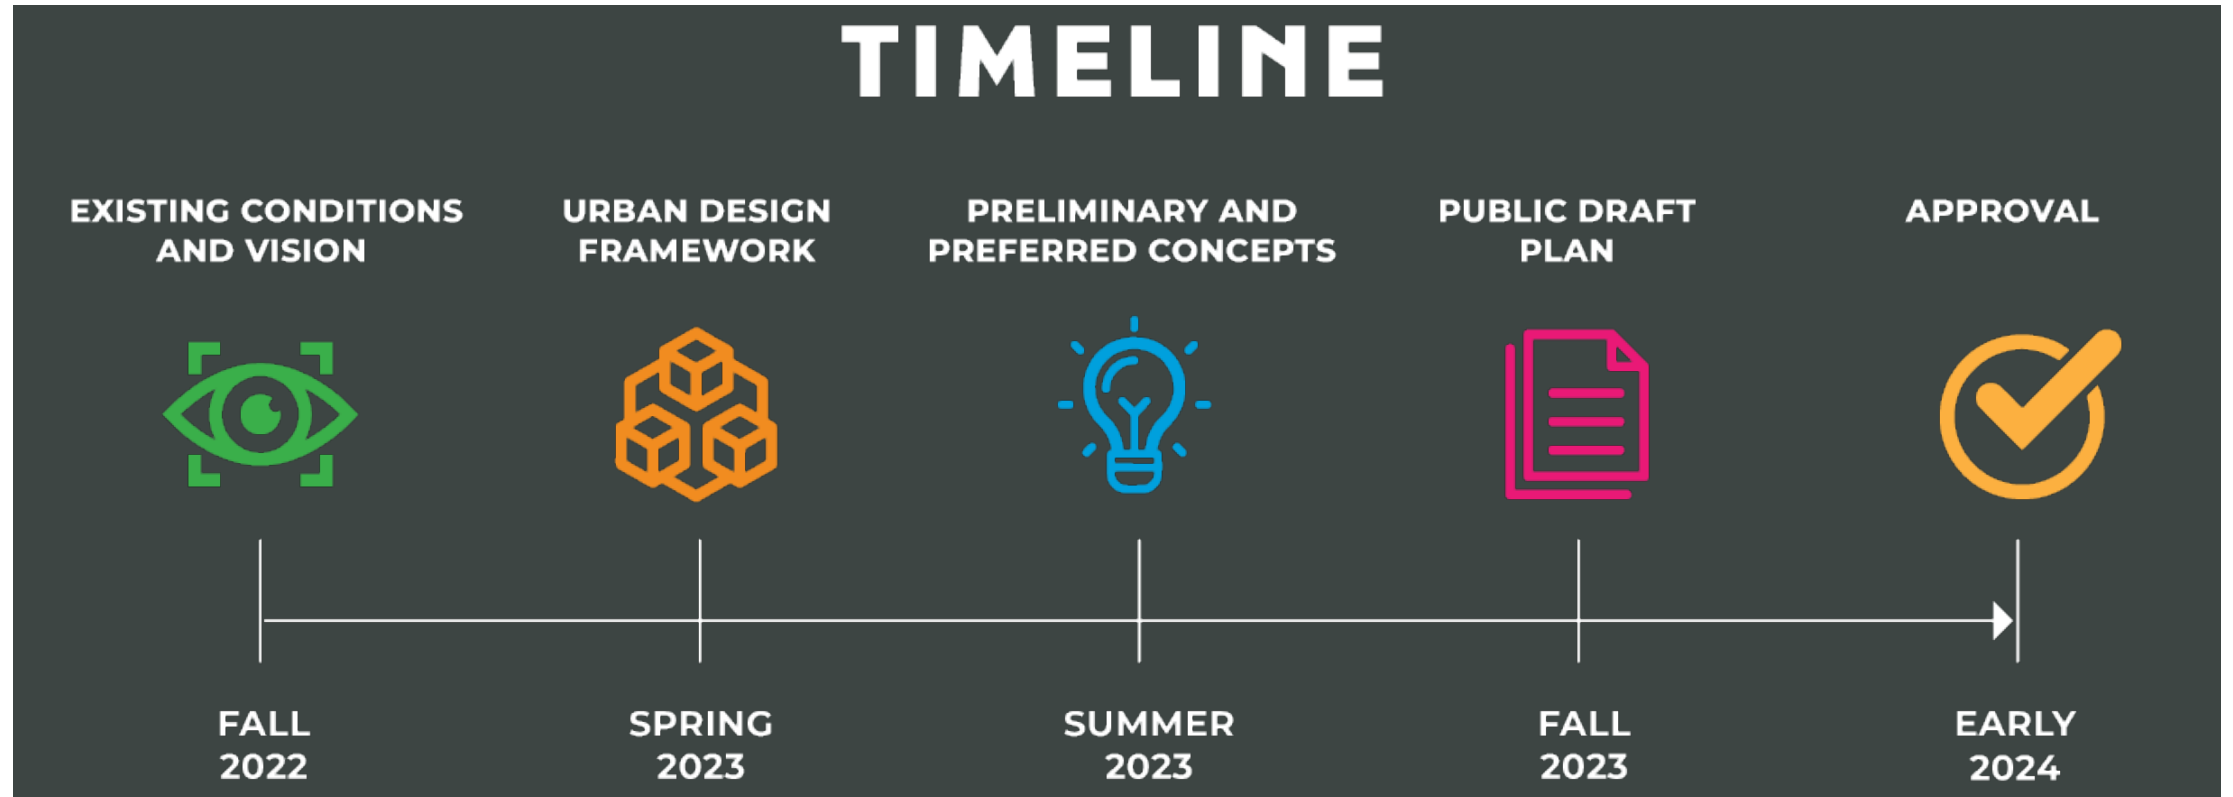 TIMELINE
EXISTING CONDITIONS
AND VISION
URBAN DESIGN
FRAMEWORK
PRELIMINARY AND
PREFERRED CONCEPTS
PUBLIC DRAFT
PLAN
APPROVAL
FALL
2022
SPRING
2023
SUMMER
2023
FALL
2023
EARLY
2024